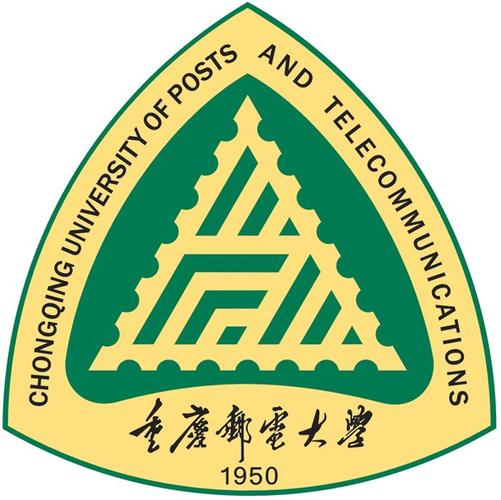 CHONGQING UNIVERSITY OF POSTS AND TELECOMMUNICATIONS
重慶郵電大學
1950